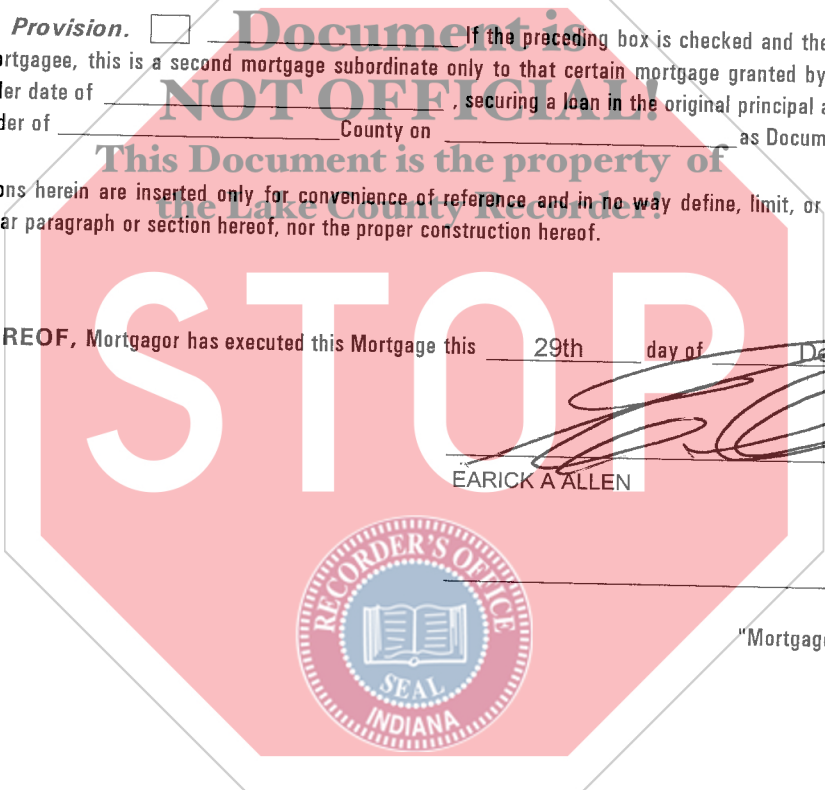 Provision. If the preceding box is checked and the
rtgagee, this is a second mortgage subordinate only to that certain mortgage granted by
er date of , securing a loan in the original principal a
der of County on as Docum
ons herein are inserted only for convenience of reference and in no way define, limit, or
ar paragraph or section hereof, nor the proper construction hereof.
REOF, Mortgagor has executed this Mortgage this 29th day of De
EARICK A ALLEN
"Mortgag
Document is
NOT OFFICIAL!
This Document is the property of
the Lake County Recorder!
STOP
RECORDER'S OFFICE
SEAL
INDIANA